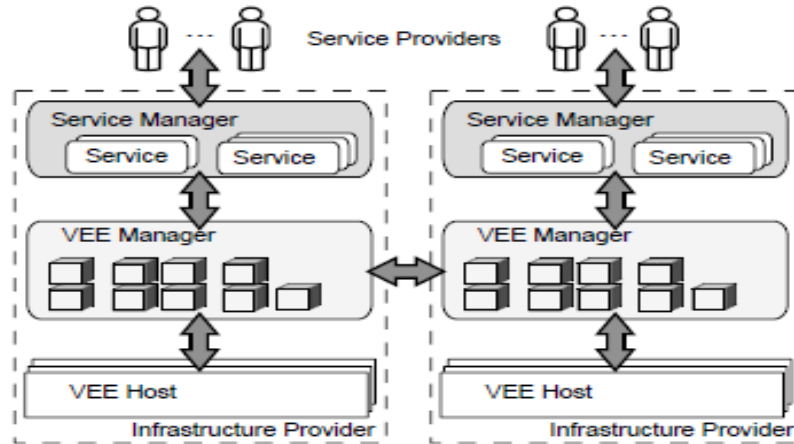 ... Service Providers ...
Service Manager
Service Service
VEE Manager
VEE Host
Infrastructure Provider
Service Manager
Service Service
VEE Manager
VEE Host
Infrastructure Provider